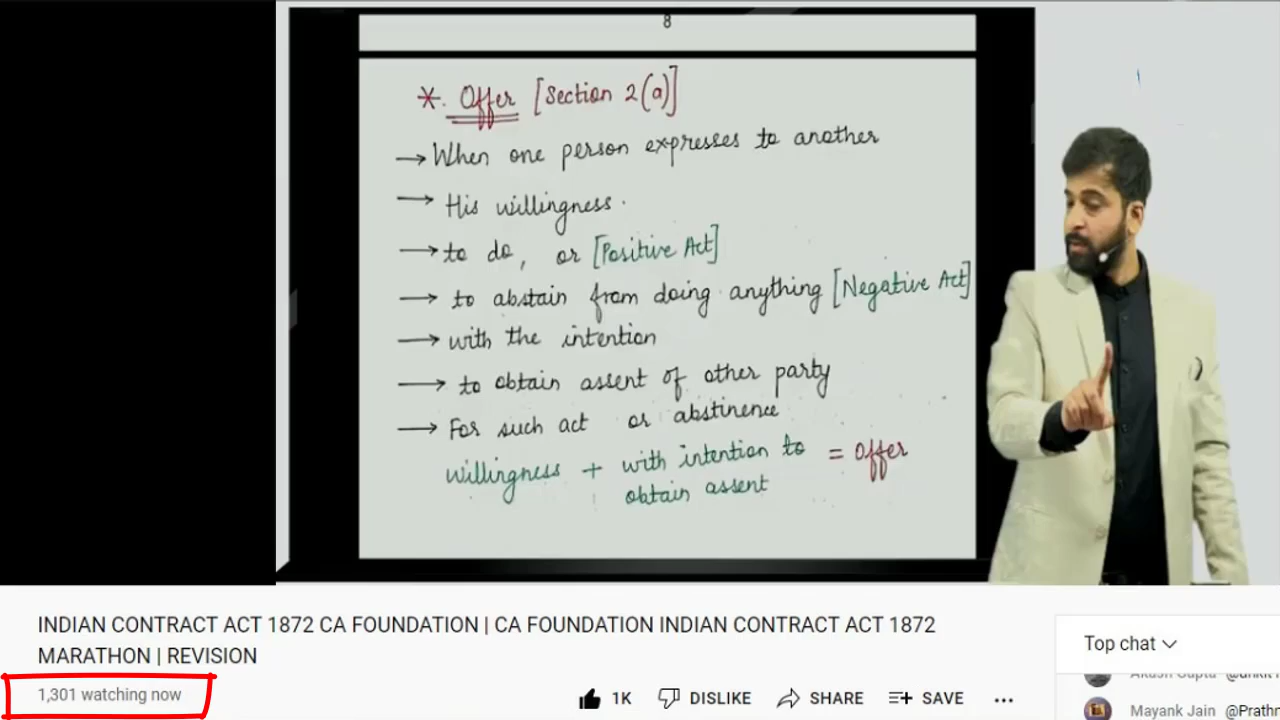 8
* Offer [Section 2(a)]
→ When one person expresses to another
→ His willingness.
→ to do, or [Positive Act]
→ to abstain from doing anything [Negative Act]
→ with the intention
→ to obtain assent of other party
→ For such act or abstinence
willingness + with intention to = Offer
obtain assent
INDIAN CONTRACT ACT 1872 CA FOUNDATION | CA FOUNDATION INDIAN CONTRACT ACT 1872
MARATHON | REVISION
1,301 watching now
1K DISLIKE SHARE SAVE ...
Top chat
Akash Gupta
Mayank Jain @Prathm